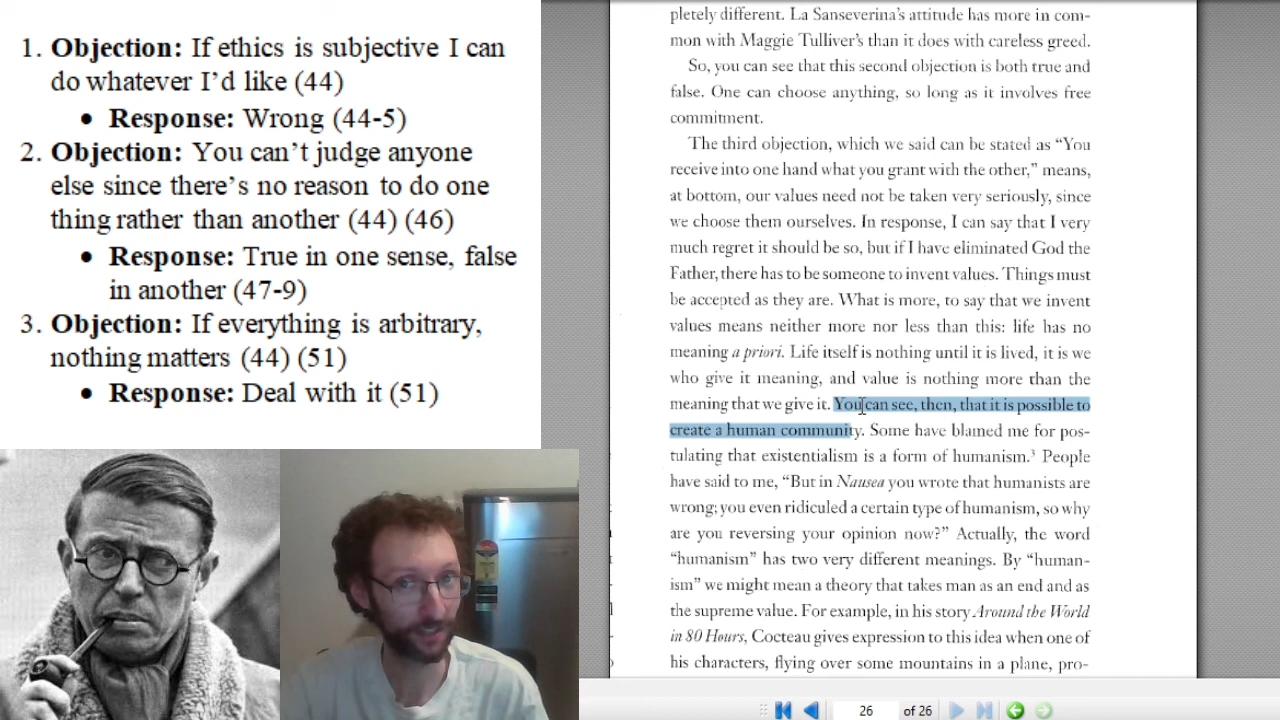 1. Objection: If ethics is subjective I can
do whatever I’d like (44)
• Response: Wrong (44-5)
2. Objection: You can’t judge anyone
else since there’s no reason to do one
thing rather than another (44) (46)
• Response: True in one sense, false
in another (47-9)
3. Objection: If everything is arbitrary,
nothing matters (44) (51)
• Response: Deal with it (51)
pletely different. La Sanseverina’s attitude has more in com-
mon with Maggie Tulliver’s than it does with careless greed.
So, you can see that this second objection is both true and
false. One can choose anything, so long as it involves free
commitment.
The third objection, which we said can be stated as “You
receive into one hand what you grant with the other,” means,
at bottom, our values need not be taken very seriously, since
we choose them ourselves. In response, I can say that I very
much regret it should be so, but if I have eliminated God the
Father, there has to be someone to invent values. Things must
be accepted as they are. What is more, to say that we invent
values means neither more nor less than this: life has no
meaning a priori. Life itself is nothing until it is lived, it is we
who give it meaning, and value is nothing more than the
meaning that we give it. You can see, then, that it is possible to
create a human community. Some have blamed me for pos-
tulating that existentialism is a form of humanism.³ People
have said to me, “But in Nausea you wrote that humanists are
wrong; you even ridiculed a certain type of humanism, so why
are you reversing your opinion now?” Actually, the word
“humanism” has two very different meanings. By “human-
ism” we might mean a theory that takes man as an end and as
the supreme value. For example, in his story Around the World
in 80 Hours, Cocteau gives expression to this idea when one of
his characters, flying over some mountains in a plane, pro-
26 of 26